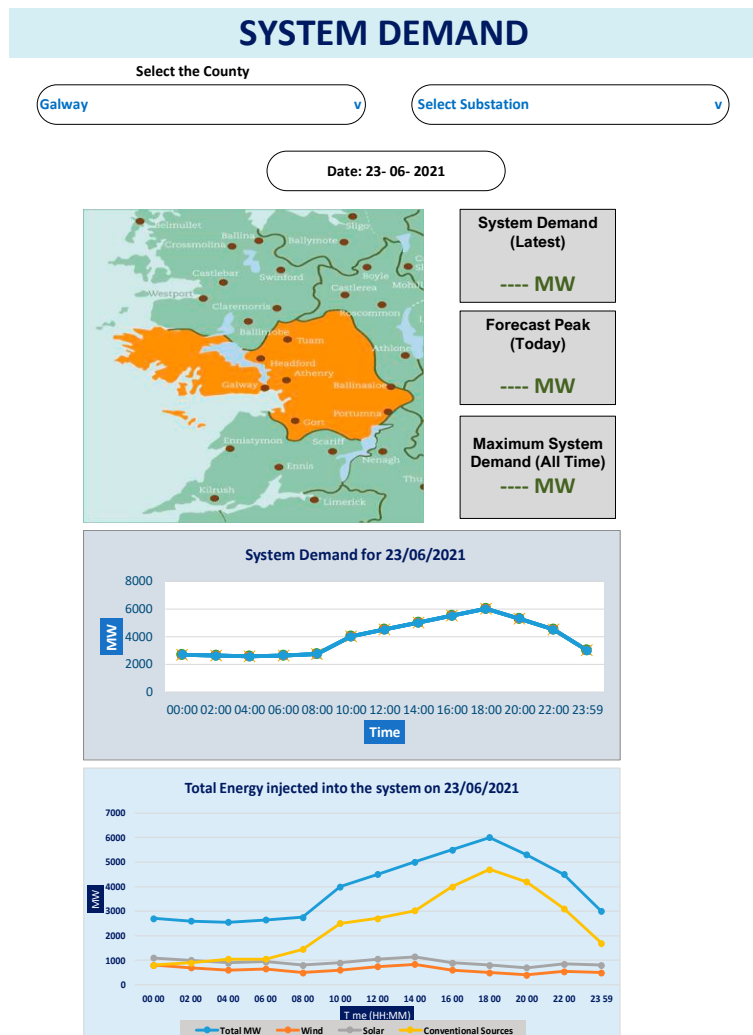 SYSTEM DEMAND
Select the County
Galway v
Select Substation v
Date: 23- 06- 2021
Belmullet
Sligo
Ballina
Ballymote
Crossmolina
Castlebar
Swinford
Boyle
Westport
Castlerea
Claremorris
Roscommon
Ballinrobe
Tuam
Athlone
Headford
Athenry
Galway
Ballinasloe
Portumna
Gort
Ennistymon
Scariff
Nenagh
Ennis
Kilrush
Limerick
Thu
System Demand
(Latest)
---- MW
Forecast Peak
(Today)
---- MW
Maximum System
Demand (All Time)
---- MW
System Demand for 23/06/2021
8000
6000
4000
2000
0
MW
00:00 02:00 04:00 06:00 08:00 10:00 12:00 14:00 16:00 18:00 20:00 22:00 23:59
Time
Total Energy injected into the system on 23/06/2021
7000
6000
5000
4000
3000
2000
1000
0
MW
00 00 02 00 04 00 06 00 08 00 10 00 12 00 14 00 16 00 18 00 20 00 22 00 23 59
T me (HH:MM)
Total MW Wind Solar Conventional Sources